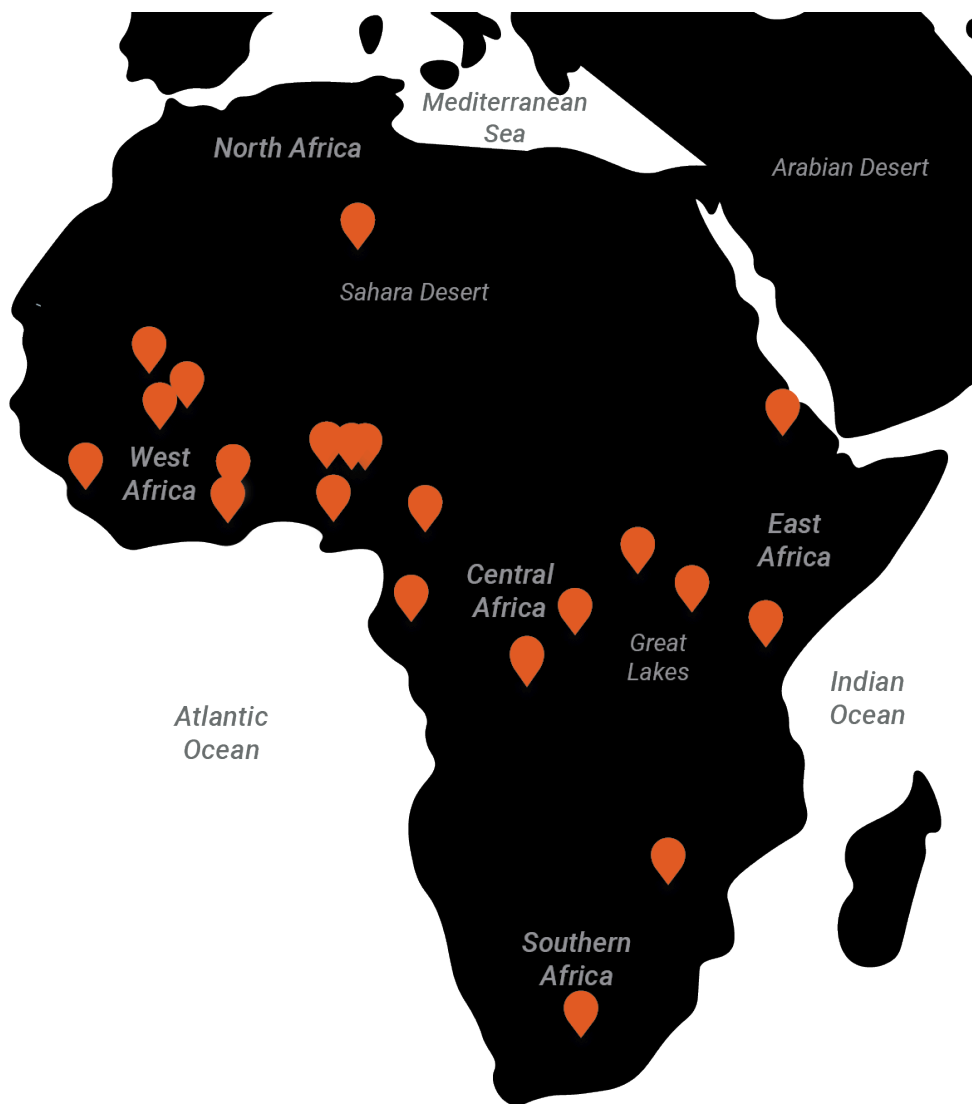 Mediterranean
Sea
North Africa
Arabian Desert
Sahara Desert
West
Africa
East
Africa
Central
Africa
Great
Lakes
Indian
Ocean
Atlantic
Ocean
Southern
Africa